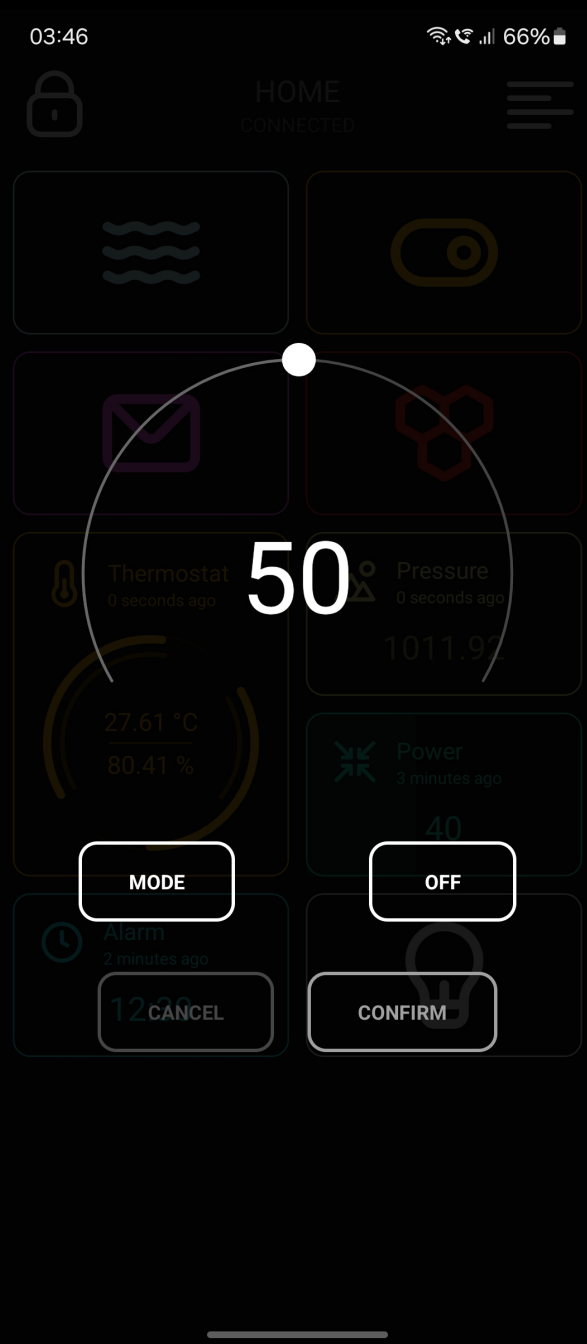 03:46
66%
HOME
CONNECTED
Thermostat
0 seconds ago
27.61 °C
80.41 %
50
Pressure
0 seconds ago
1011.92
Power
3 minutes ago
40
MODE
OFF
Alarm
2 minutes ago
CANCEL
CONFIRM